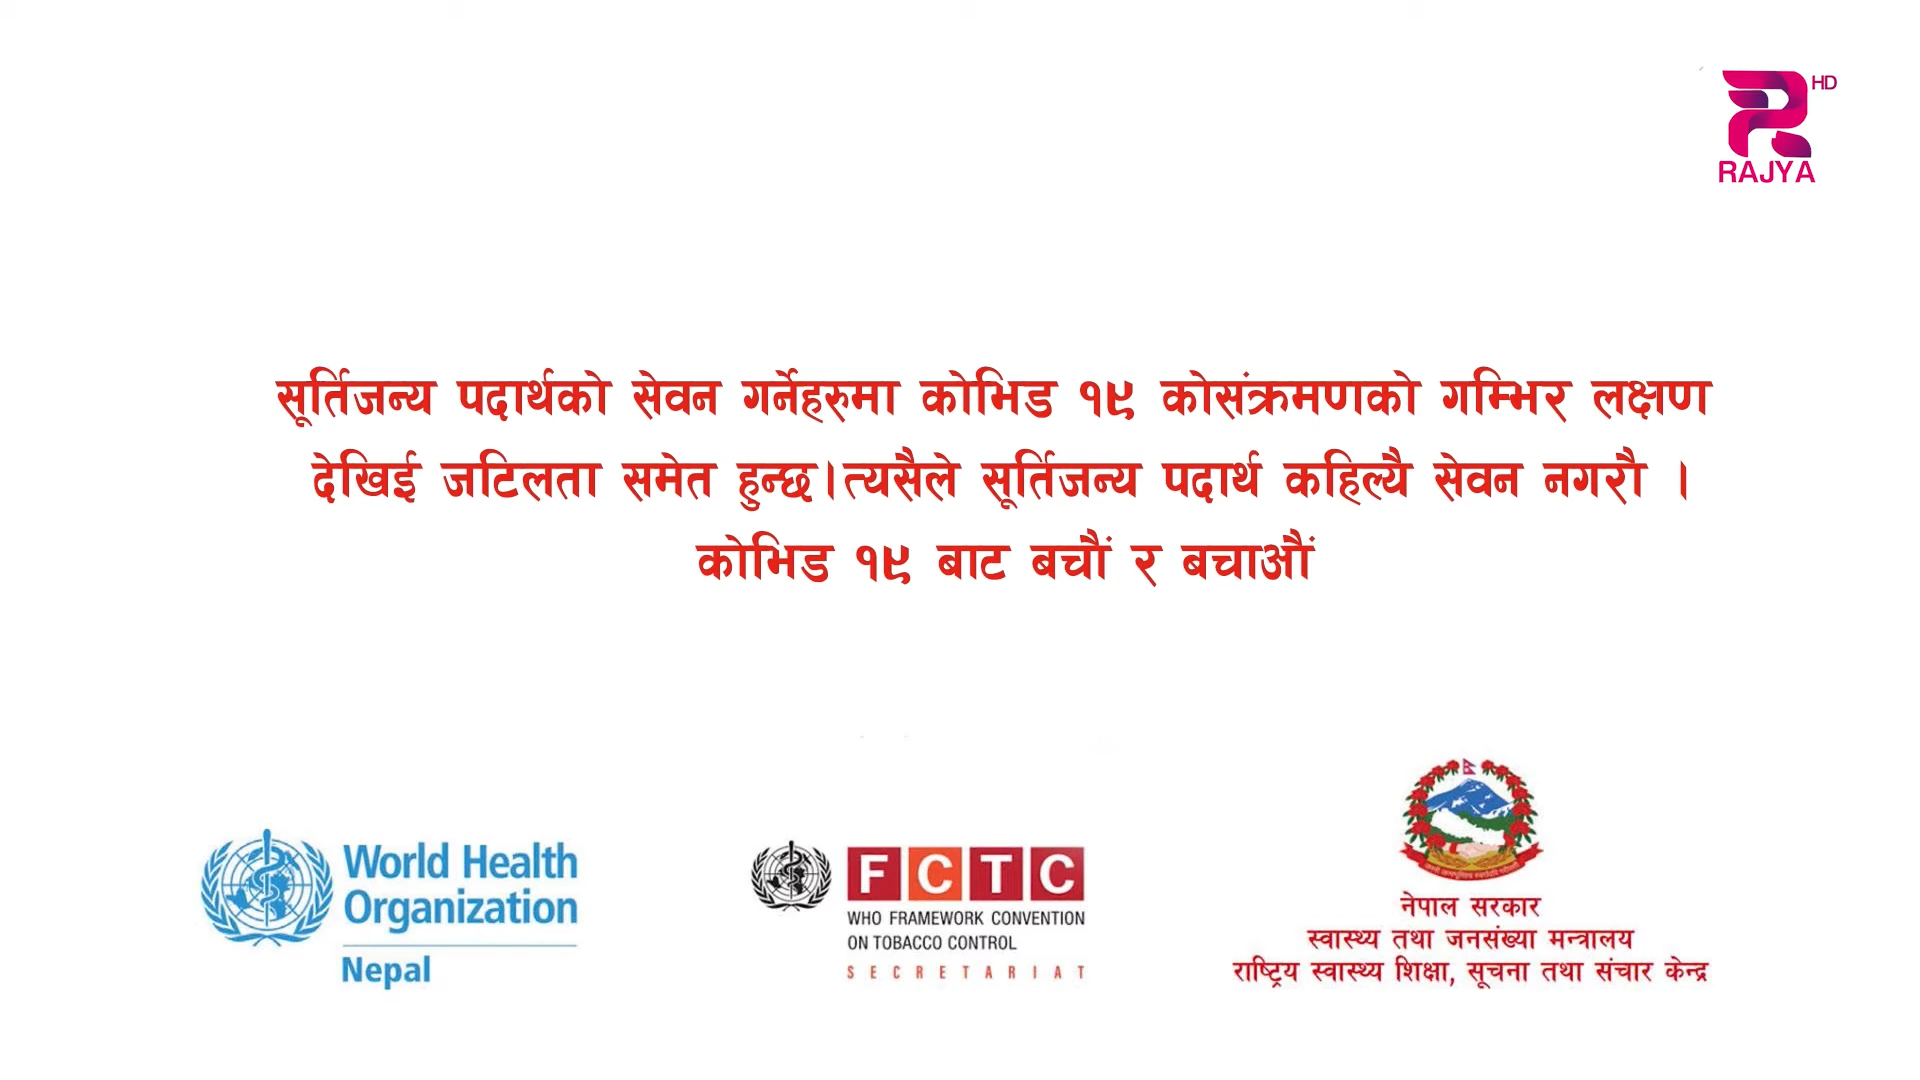 HD
RAJYA
सूर्तिजन्य पदार्थको सेवन गर्नेहरुमा कोभिड १९ कोसंक्रमणको गम्भिर लक्षण
देखिई जटिलता समेत हुन्छ।त्यसैले सूर्तिजन्य पदार्थ कहिल्यै सेवन नगरौ ।
कोभिड १९ बाट बचौं र बचाऔं
World Health
Organization
Nepal
FCTC
WHO FRAMEWORK CONVENTION
ON TOBACCO CONTROL
SECRETARIAT
नेपाल सरकार
स्वास्थ्य तथा जनसंख्या मन्त्रालय
राष्ट्रिय स्वास्थ्य शिक्षा, सूचना तथा संचार केन्द्र